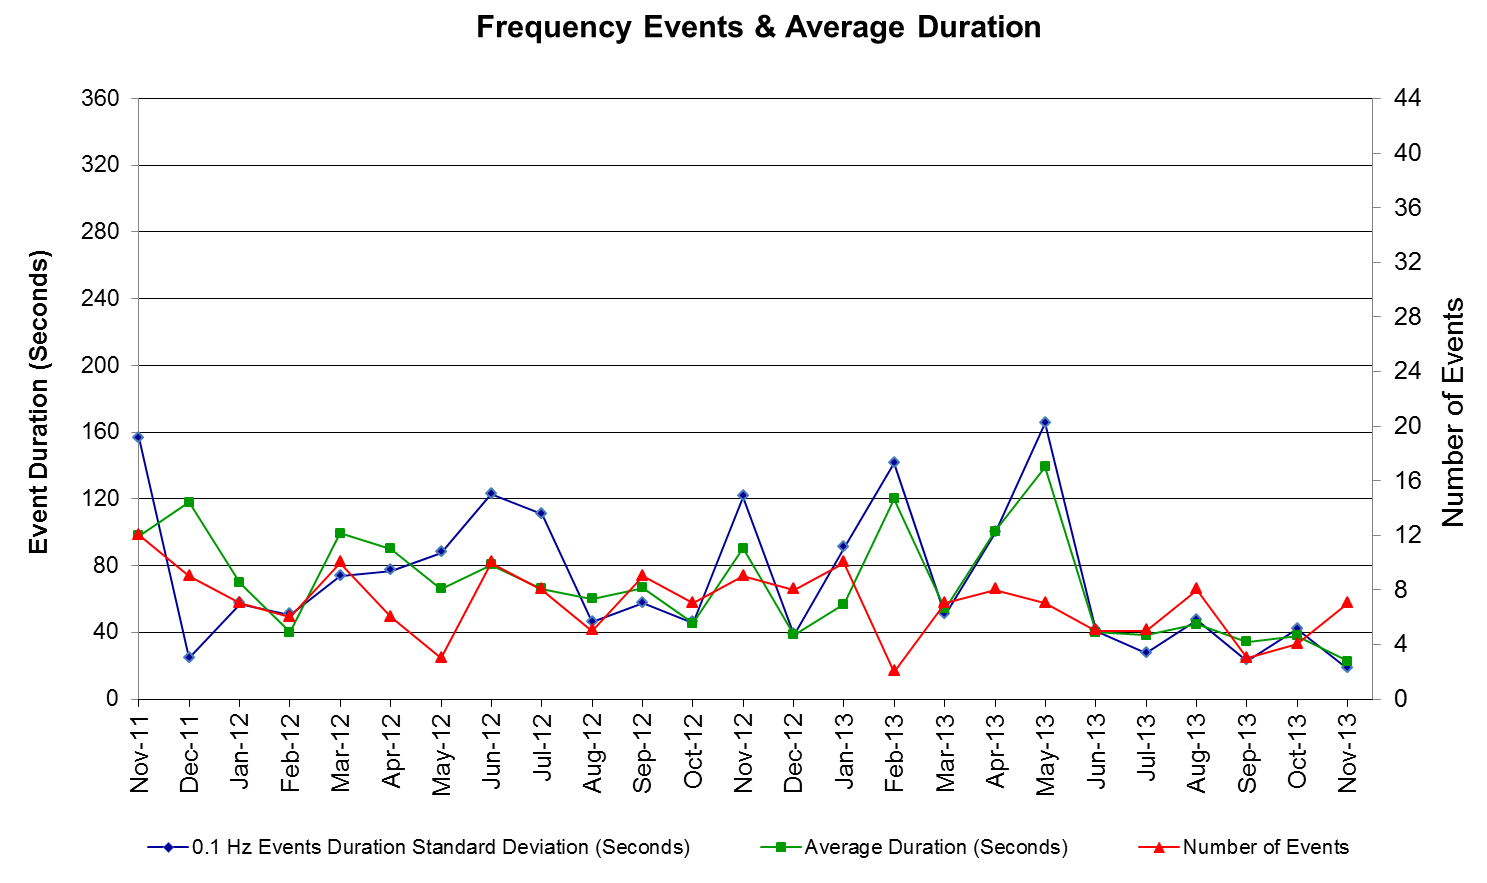 Frequency Events & Average Duration
360
320
280
240
200
160
120
80
40
0
Event Duration (Seconds)
44
40
36
32
28
24
20
16
12
8
4
0
Number of Events
Nov-11
Dec-11
Jan-12
Feb-12
Mar-12
Apr-12
May-12
Jun-12
Jul-12
Aug-12
Sep-12
Oct-12
Nov-12
Dec-12
Jan-13
Feb-13
Mar-13
Apr-13
May-13
Jun-13
Jul-13
Aug-13
Sep-13
Oct-13
Nov-13
0.1 Hz Events Duration Standard Deviation (Seconds)
Average Duration (Seconds)
Number of Events